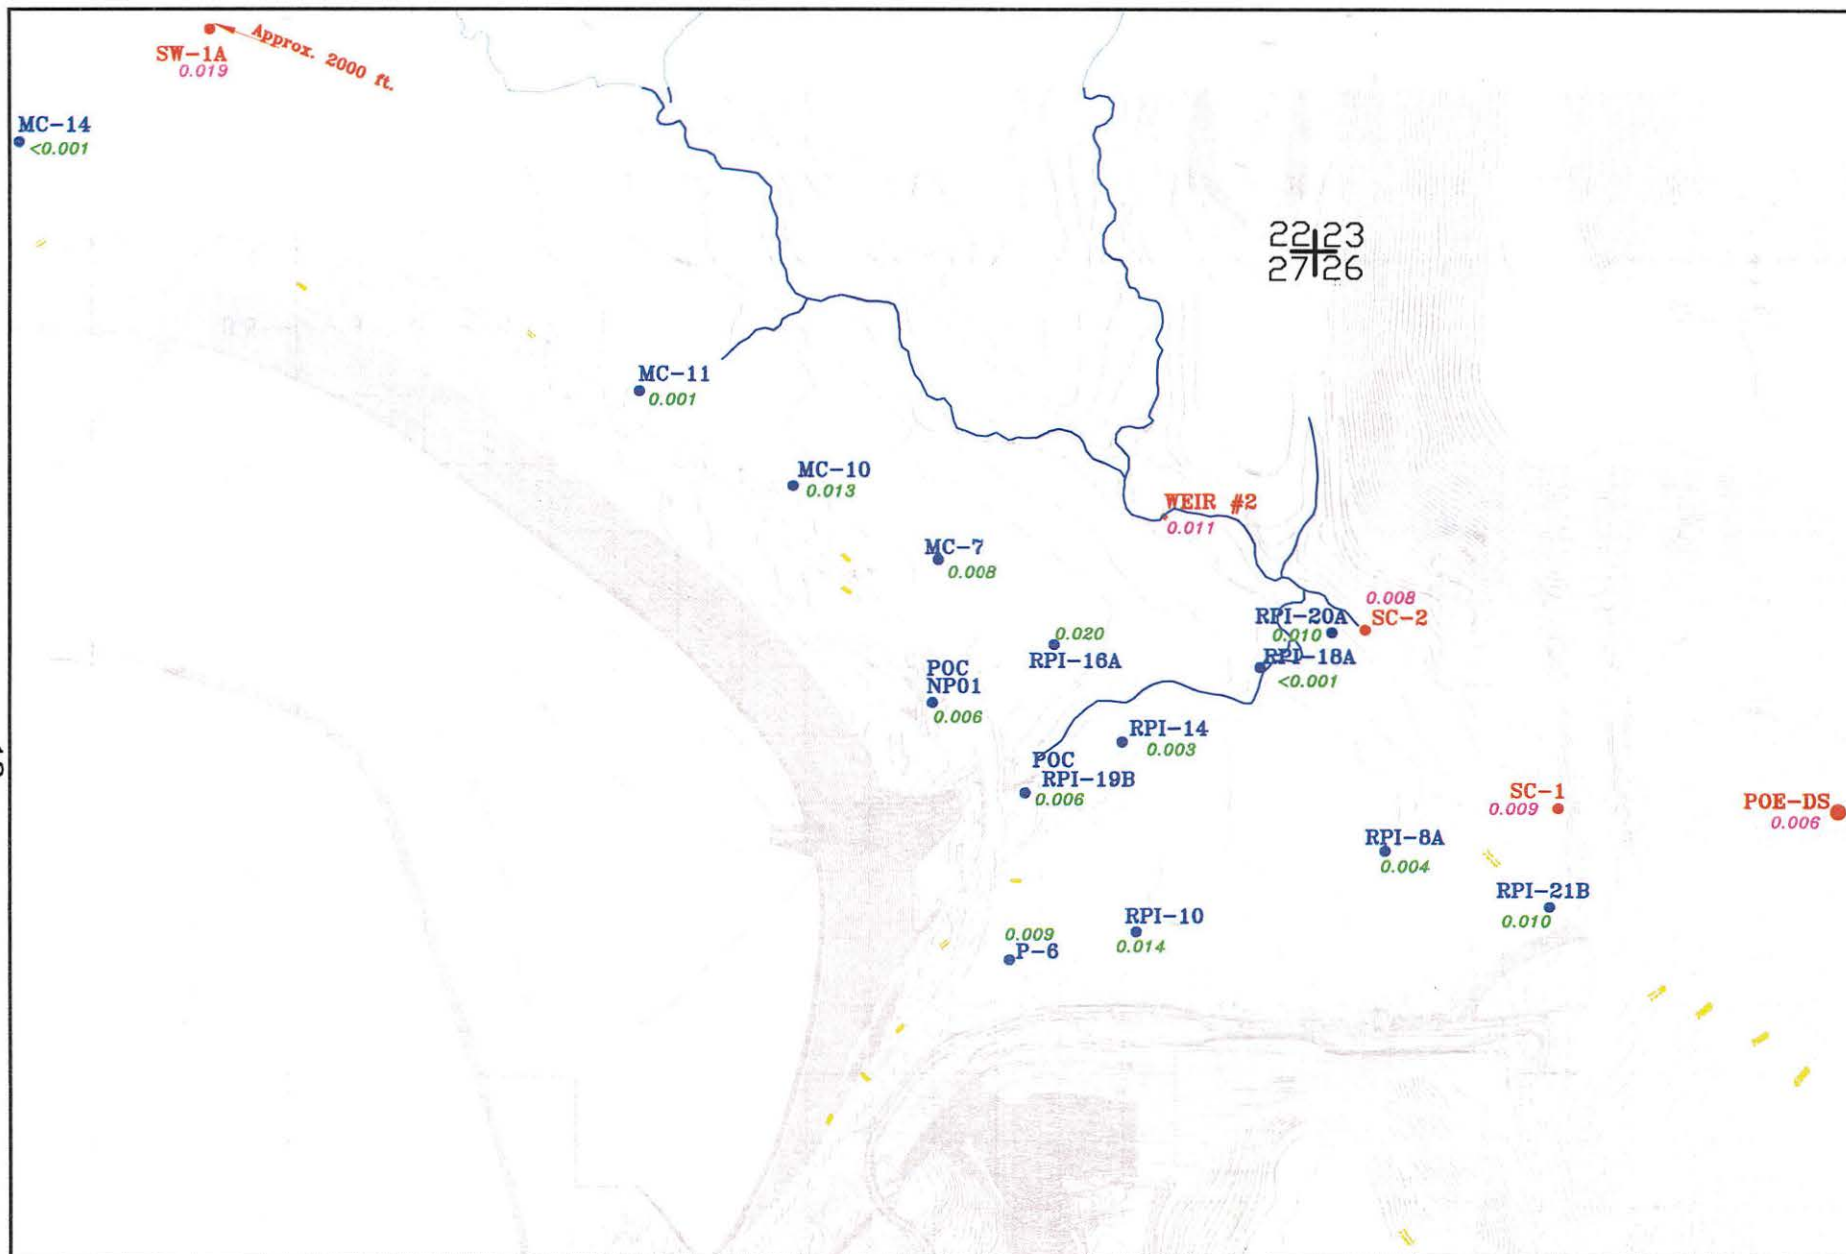 Approx. 2000 ft.
SW-1A
0.019
MC-14
<0.001
22 23
27 26
MC-11
0.001
MC-10
0.013
WEIR #2
0.011
MC-7
0.008
0.008
SC-2
RPI-20A
0.010
0.020
RPI-16A
RPI-18A
<0.001
POC
NP01
0.006
RPI-14
0.003
POC
RPI-19B
0.006
SC-1
0.009
POE-DS
0.006
RPI-8A
0.004
RPI-21B
0.010
RPI-10
0.014
0.009
P-6